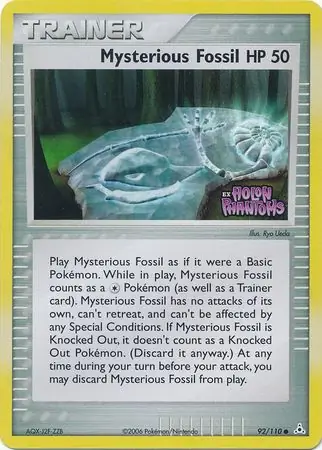 TRAINER
Mysterious Fossil HP 50
EX HOLON
PHANTOMS
Illus. Ryo Ueda
Play Mysterious Fossil as if it were a Basic
Pokémon. While in play, Mysterious Fossil
counts as a Pokémon (as well as a Trainer
card). Mysterious Fossil has no attacks of its
own, can't retreat, and can't be affected by
any Special Conditions. If Mysterious Fossil is
Knocked Out, it doesn't count as a Knocked
Out Pokémon. (Discard it anyway.) At any
time during your turn before your attack, you
may discard Mysterious Fossil from play.
AQX-J2F-ZZB
©2006 Pokémon/Nintendo
92/110